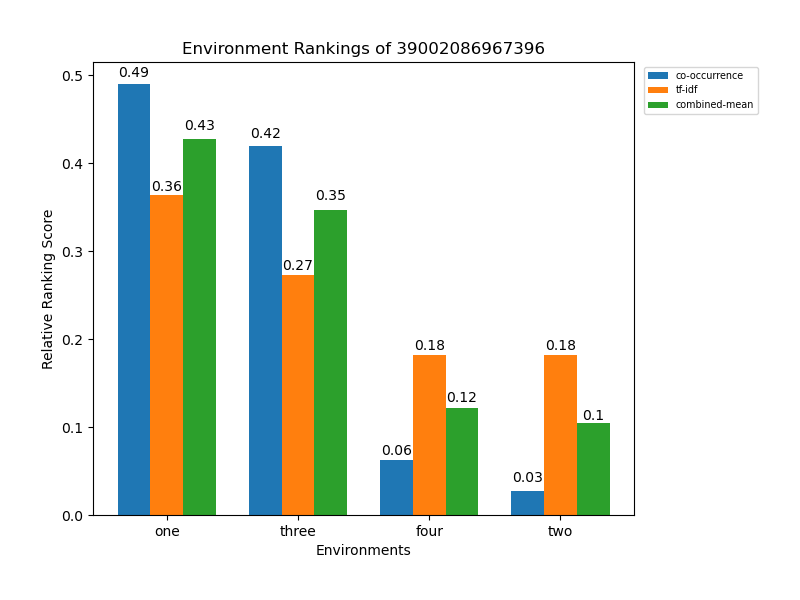 Environment Rankings of 39002086967396
co-occurrence
tf-idf
combined-mean
Relative Ranking Score
0.5
0.4
0.3
0.2
0.1
0.0
0.49
0.36
0.43
0.42
0.27
0.35
0.06
0.18
0.12
0.03
0.18
0.1
one
three
four
two
Environments